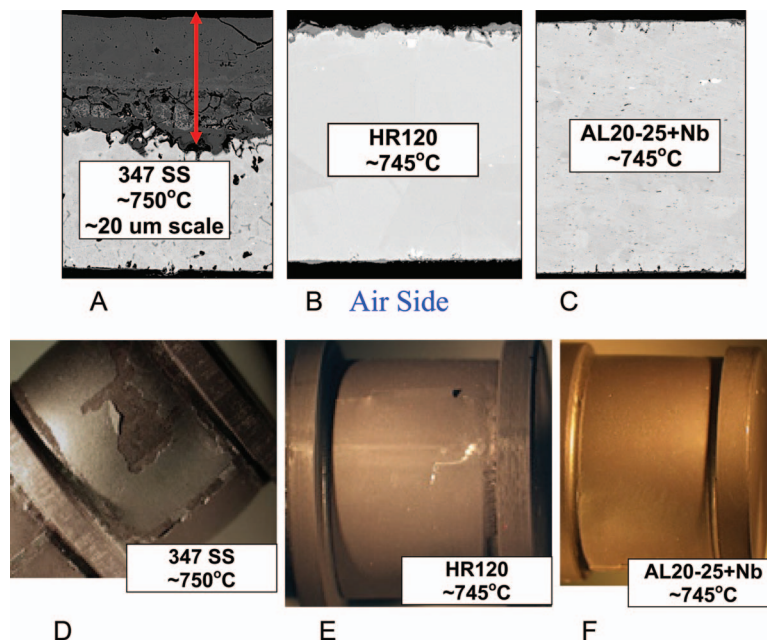 347 SS
~750°C
~20 um scale
HR120
~745°C
AL20-25+Nb
~745°C
A
B
Air Side
C
347 SS
~750°C
HR120
~745°C
AL20-25+Nb
~745°C
D
E
F